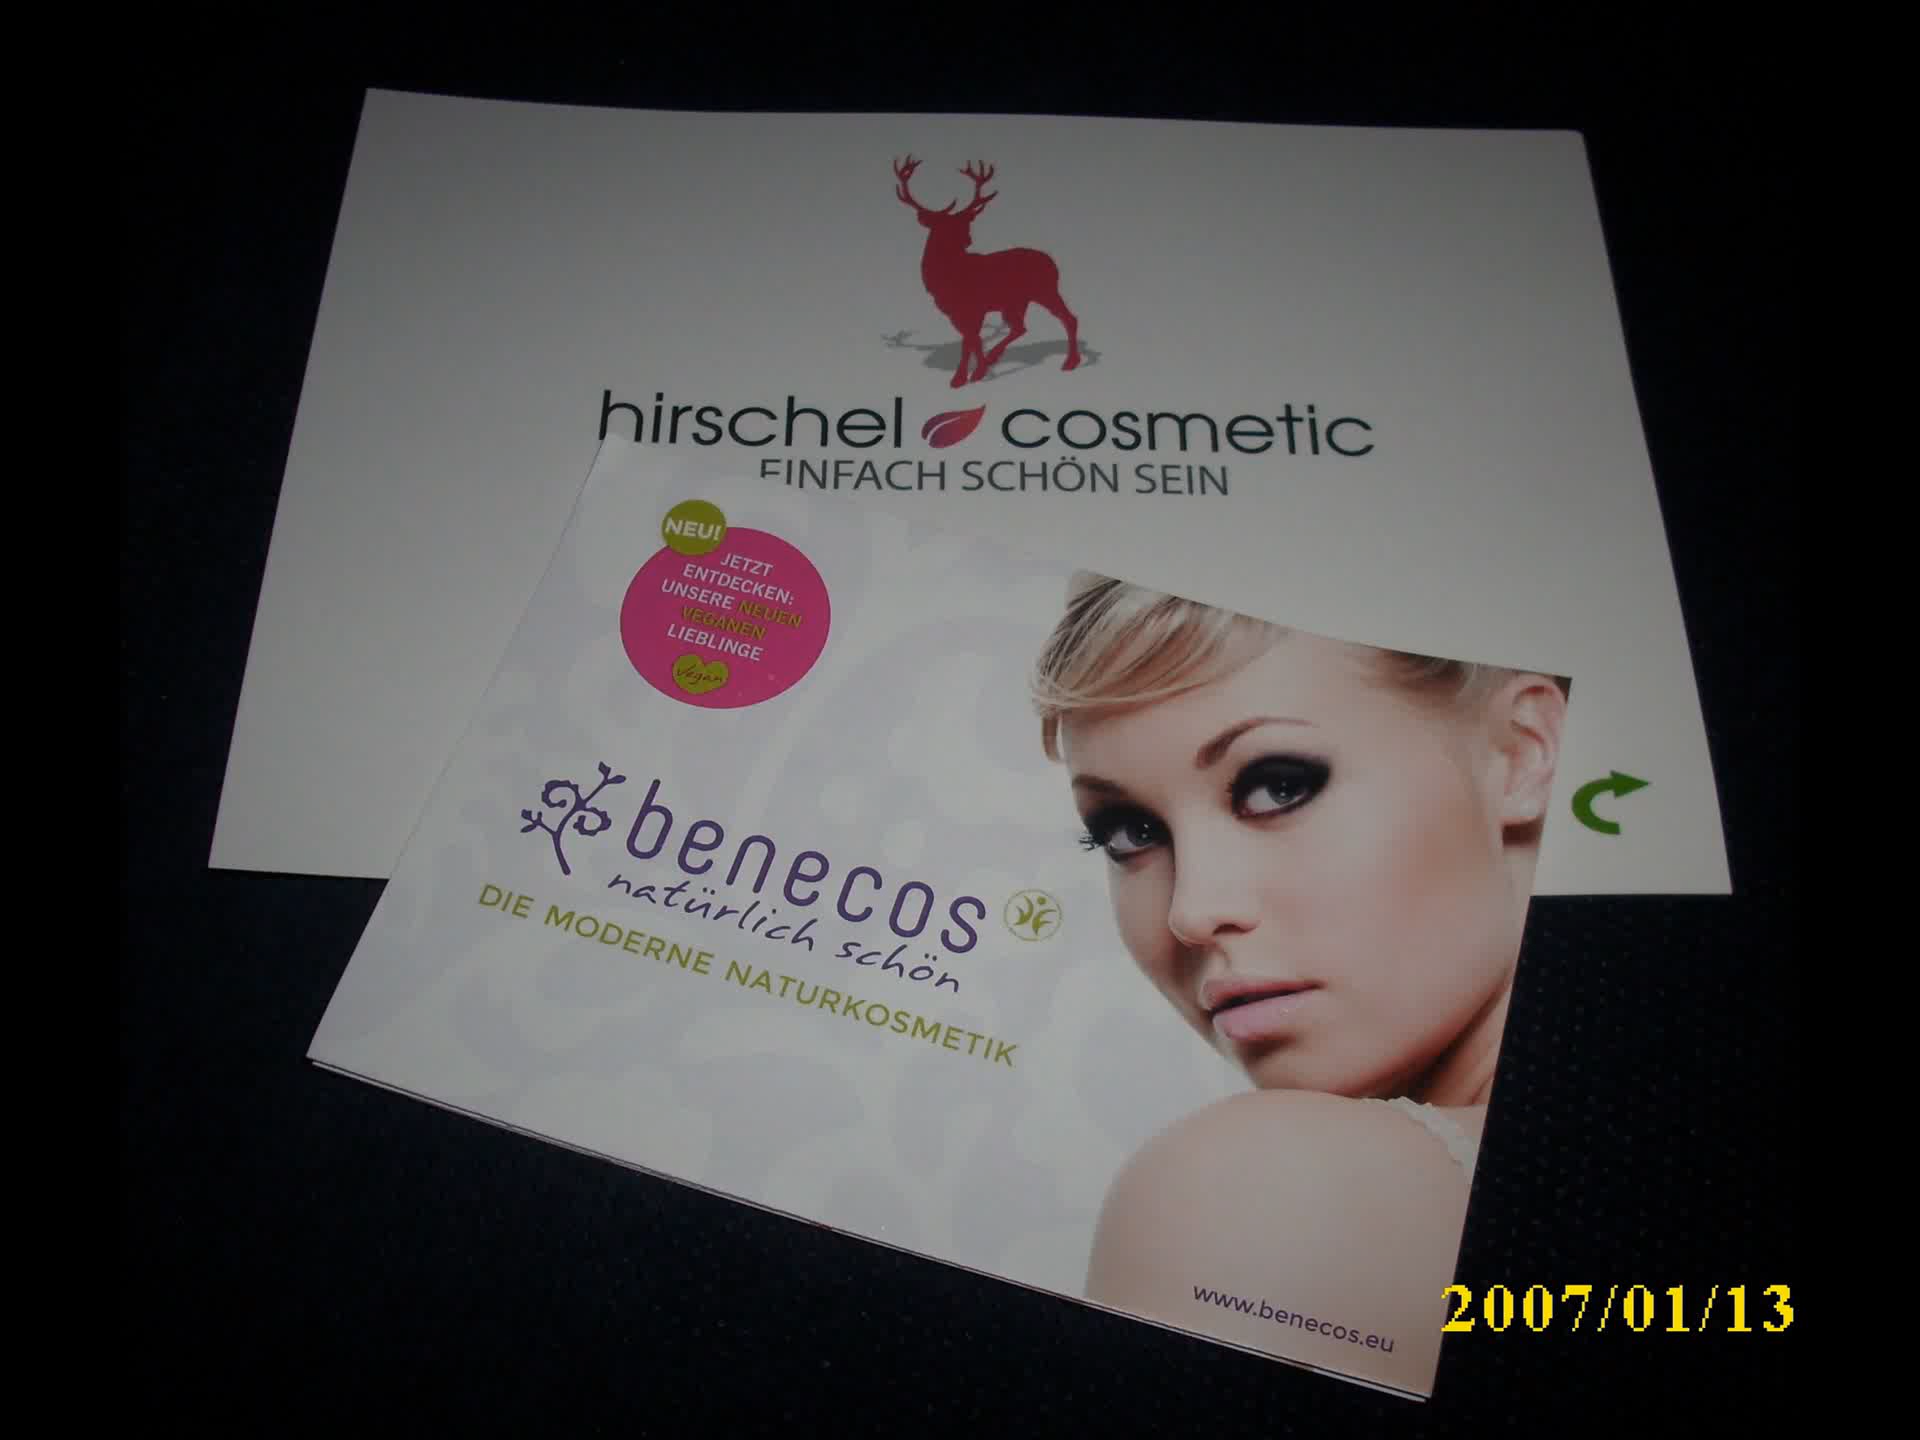 hirschel cosmetic
EINFACH SCHÖN SEIN
NEU!
JETZT
ENTDECKEN:
UNSERE NEUEN
VEGANEN
LIEBLINGE
Vegan
benecos
natürlich schön
DIE MODERNE NATURKOSMETIK
www.benecos.eu
2007/01/13